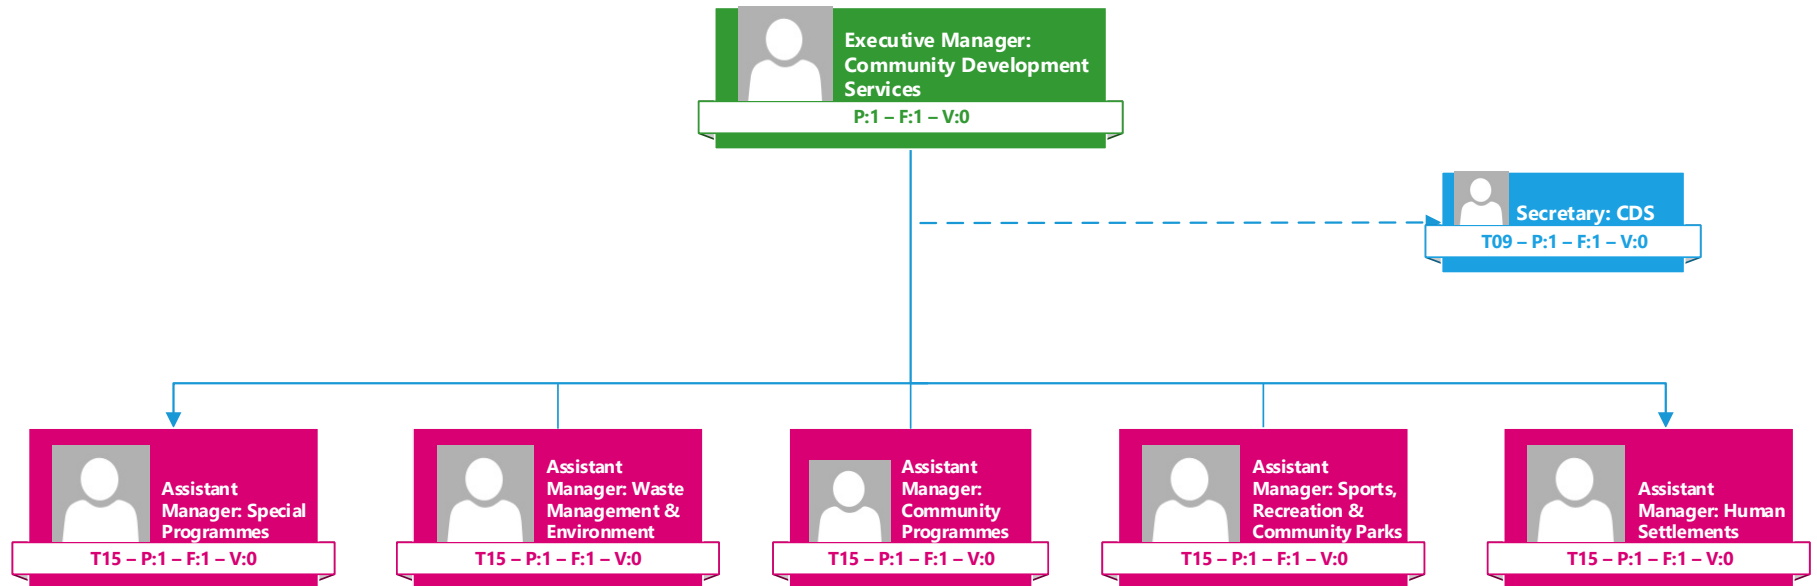 Executive Manager:
Community Development
Services
P:1 – F:1 – V:0
Secretary: CDS
T09 – P:1 – F:1 – V:0
Assistant
Manager: Special
Programmes
T15 – P:1 – F:1 – V:0
Assistant
Manager: Waste
Management &
Environment
T15 – P:1 – F:1 – V:0
Assistant
Manager:
Community
Programmes
T15 – P:1 – F:1 – V:0
Assistant
Manager: Sports,
Recreation &
Community Parks
T15 – P:1 – F:1 – V:0
Assistant
Manager: Human
Settlements
T15 – P:1 – F:1 – V:0